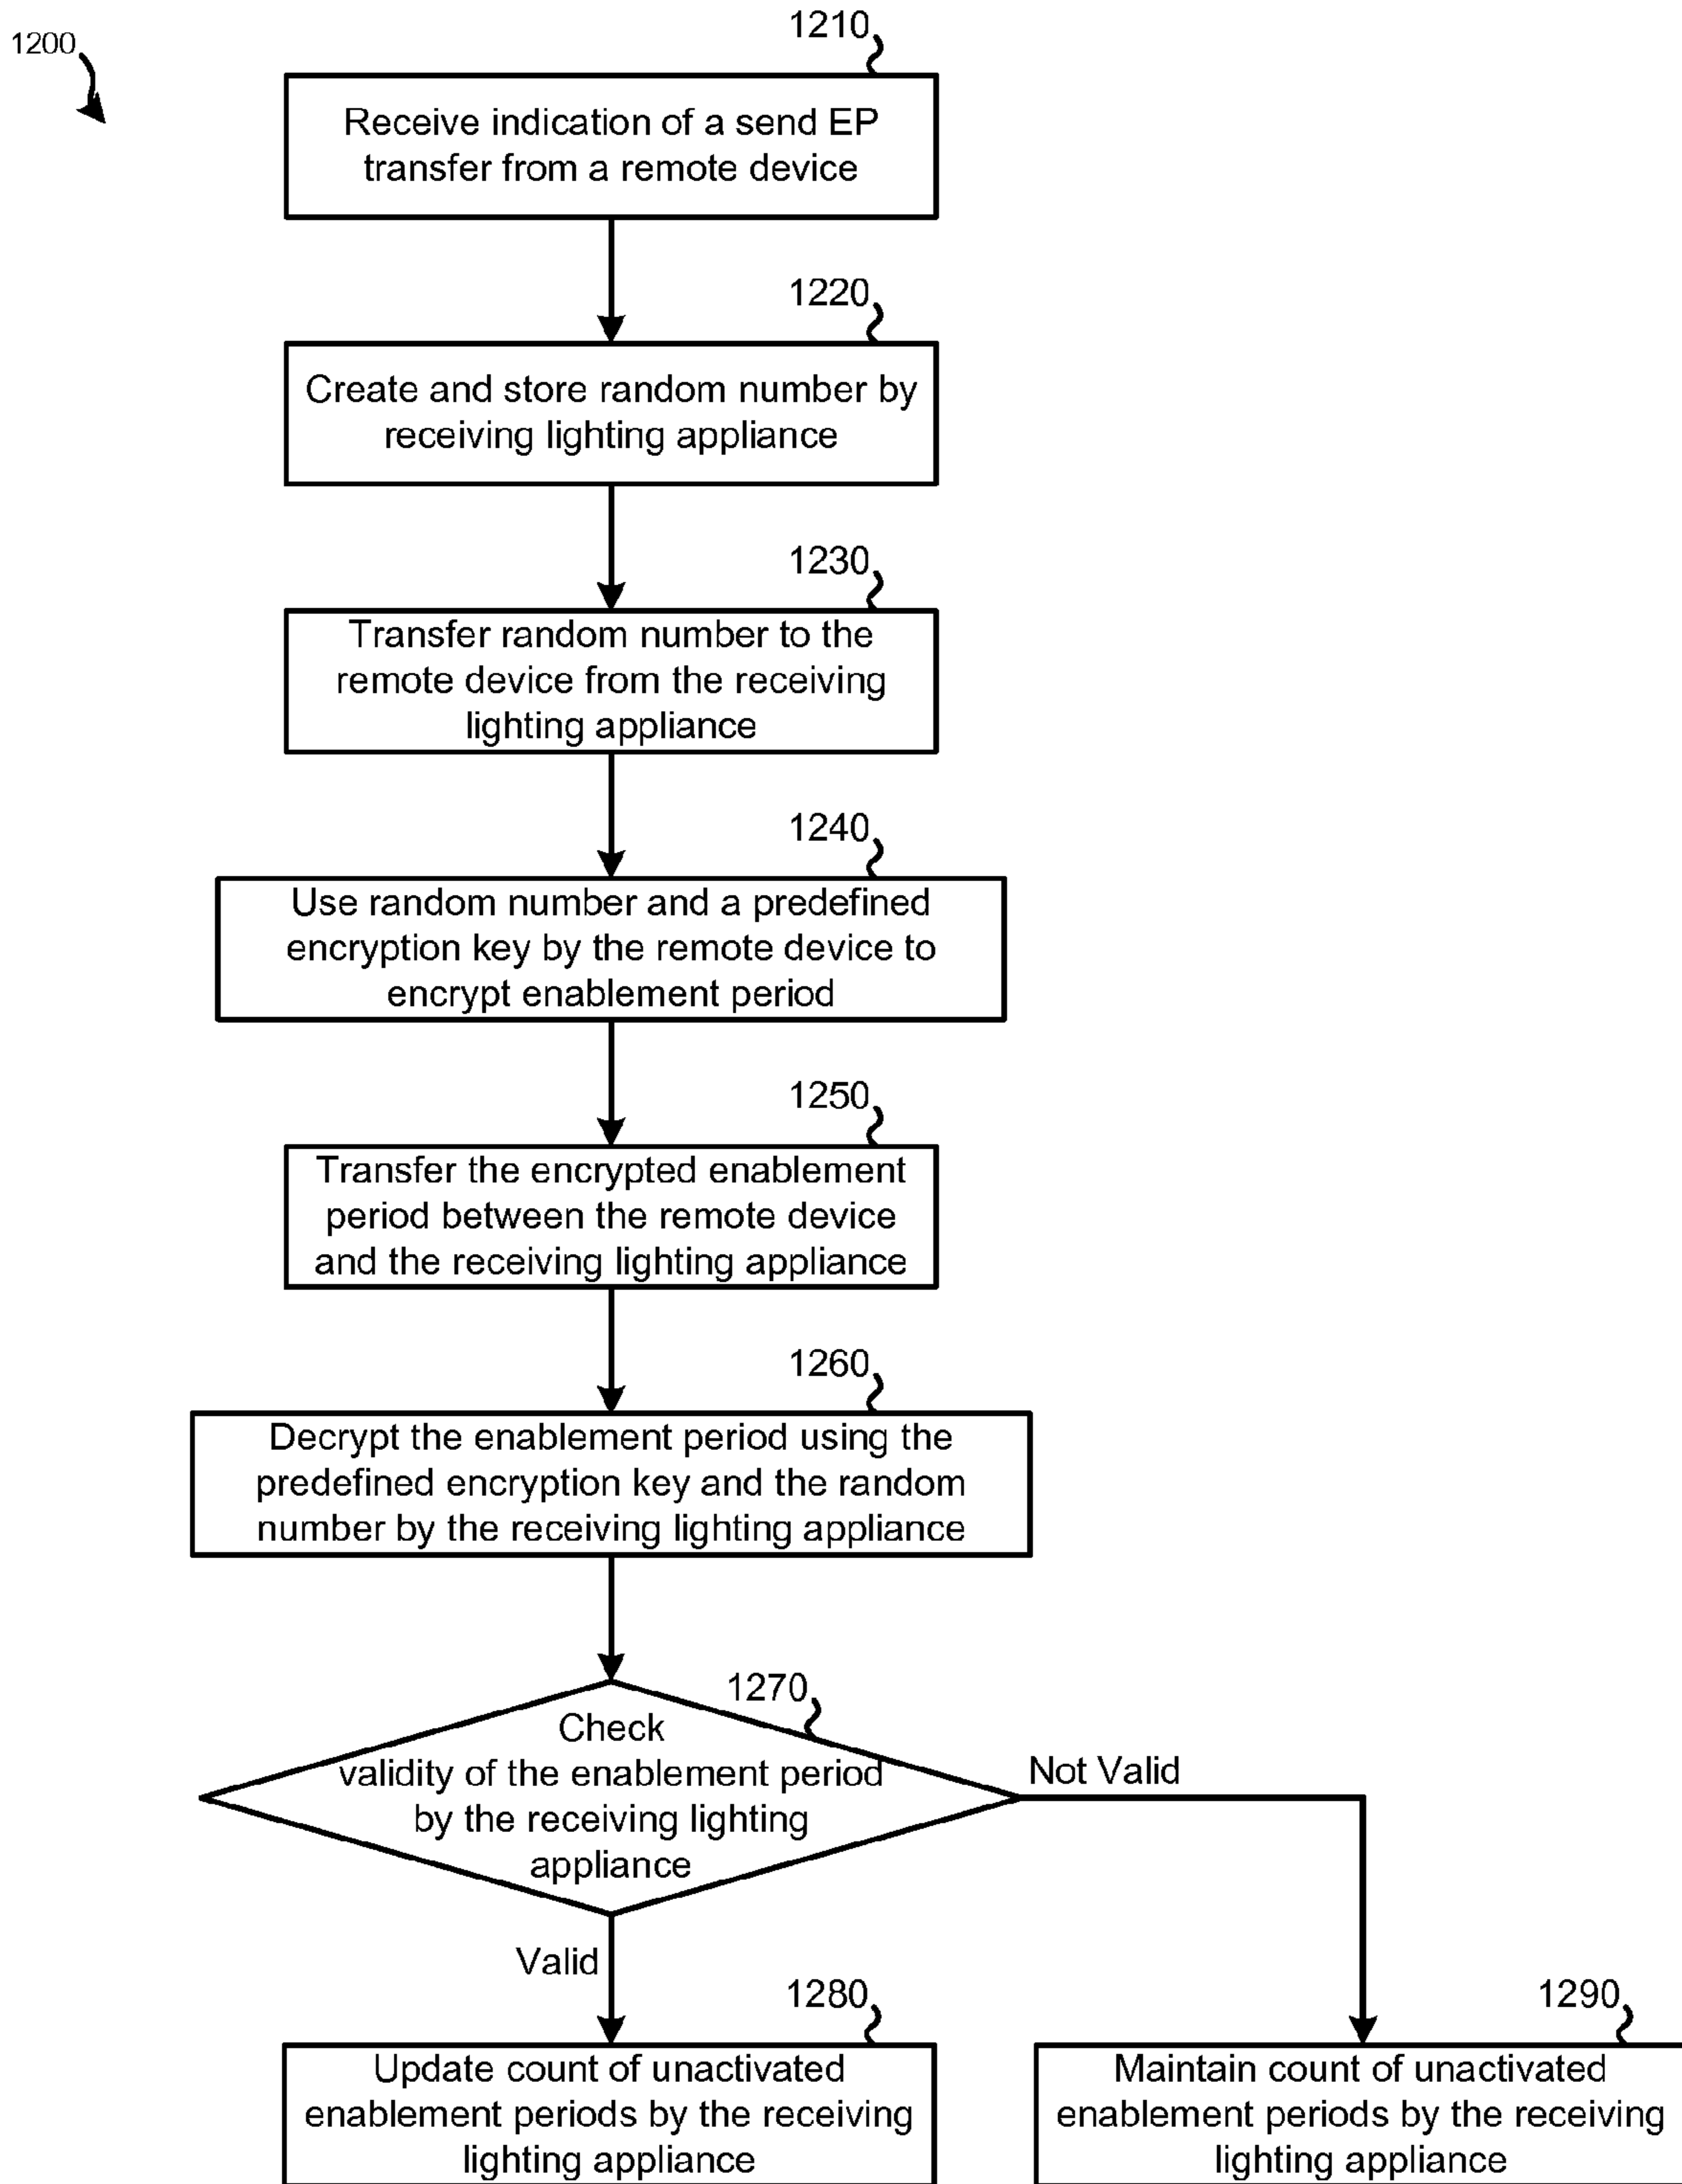 1200
1210
Receive indication of a send EP
transfer from a remote device
1220
Create and store random number by
receiving lighting appliance
1230
Transfer random number to the
remote device from the receiving
lighting appliance
1240
Use random number and a predefined
encryption key by the remote device to
encrypt enablement period
1250
Transfer the encrypted enablement
period between the remote device
and the receiving lighting appliance
1260
Decrypt the enablement period using the
predefined encryption key and the random
number by the receiving lighting appliance
1270
Check
validity of the enablement period
by the receiving lighting
appliance
Not Valid
Valid
1280
Update count of unactivated
enablement periods by the receiving
lighting appliance
1290
Maintain count of unactivated
enablement periods by the receiving
lighting appliance